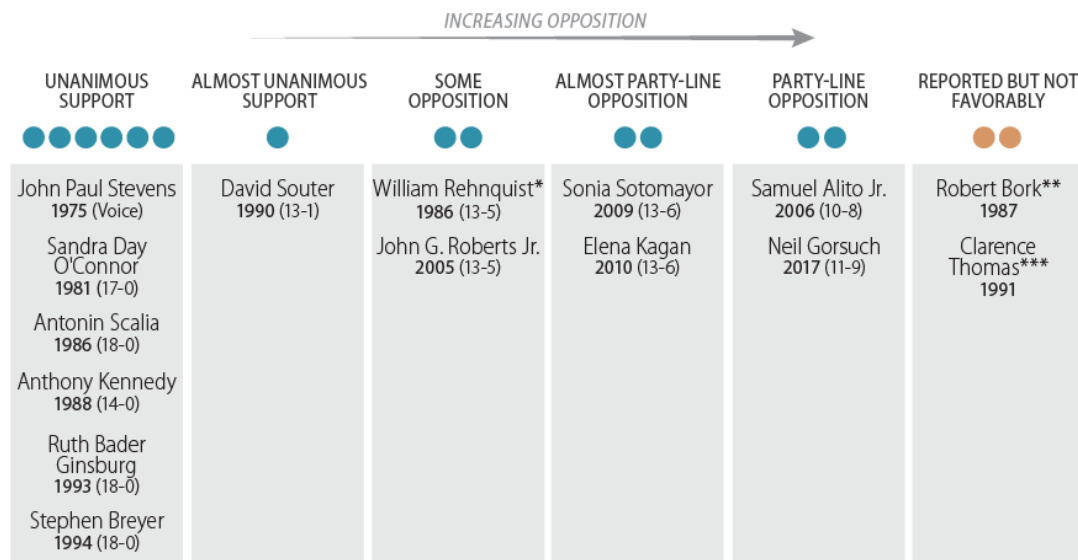 INCREASING OPPOSITION
UNANIMOUS
SUPPORT
John Paul Stevens
1975 (Voice)
Sandra Day
O'Connor
1981 (17-0)
Antonin Scalia
1986 (18-0)
Anthony Kennedy
1988 (14-0)
Ruth Bader
Ginsburg
1993 (18-0)
Stephen Breyer
1994 (18-0)
ALMOST UNANIMOUS
SUPPORT
David Souter
1990 (13-1)
SOME
OPPOSITION
William Rehnquist*
1986 (13-5)
John G. Roberts Jr.
2005 (13-5)
ALMOST PARTY-LINE
OPPOSITION
Sonia Sotomayor
2009 (13-6)
Elena Kagan
2010 (13-6)
PARTY-LINE
OPPOSITION
Samuel Alito Jr.
2006 (10-8)
Neil Gorsuch
2017 (11-9)
REPORTED BUT NOT
FAVORABLY
Robert Bork**
1987
Clarence
Thomas***
1991